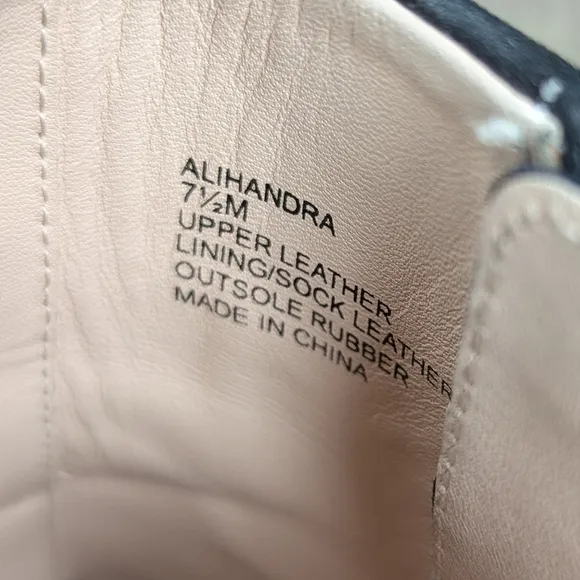 ALIHANDRA
7½M
UPPER LEATHER
LINING/SOCK LEATHER
OUTSOLE RUBBER
MADE IN CHINA